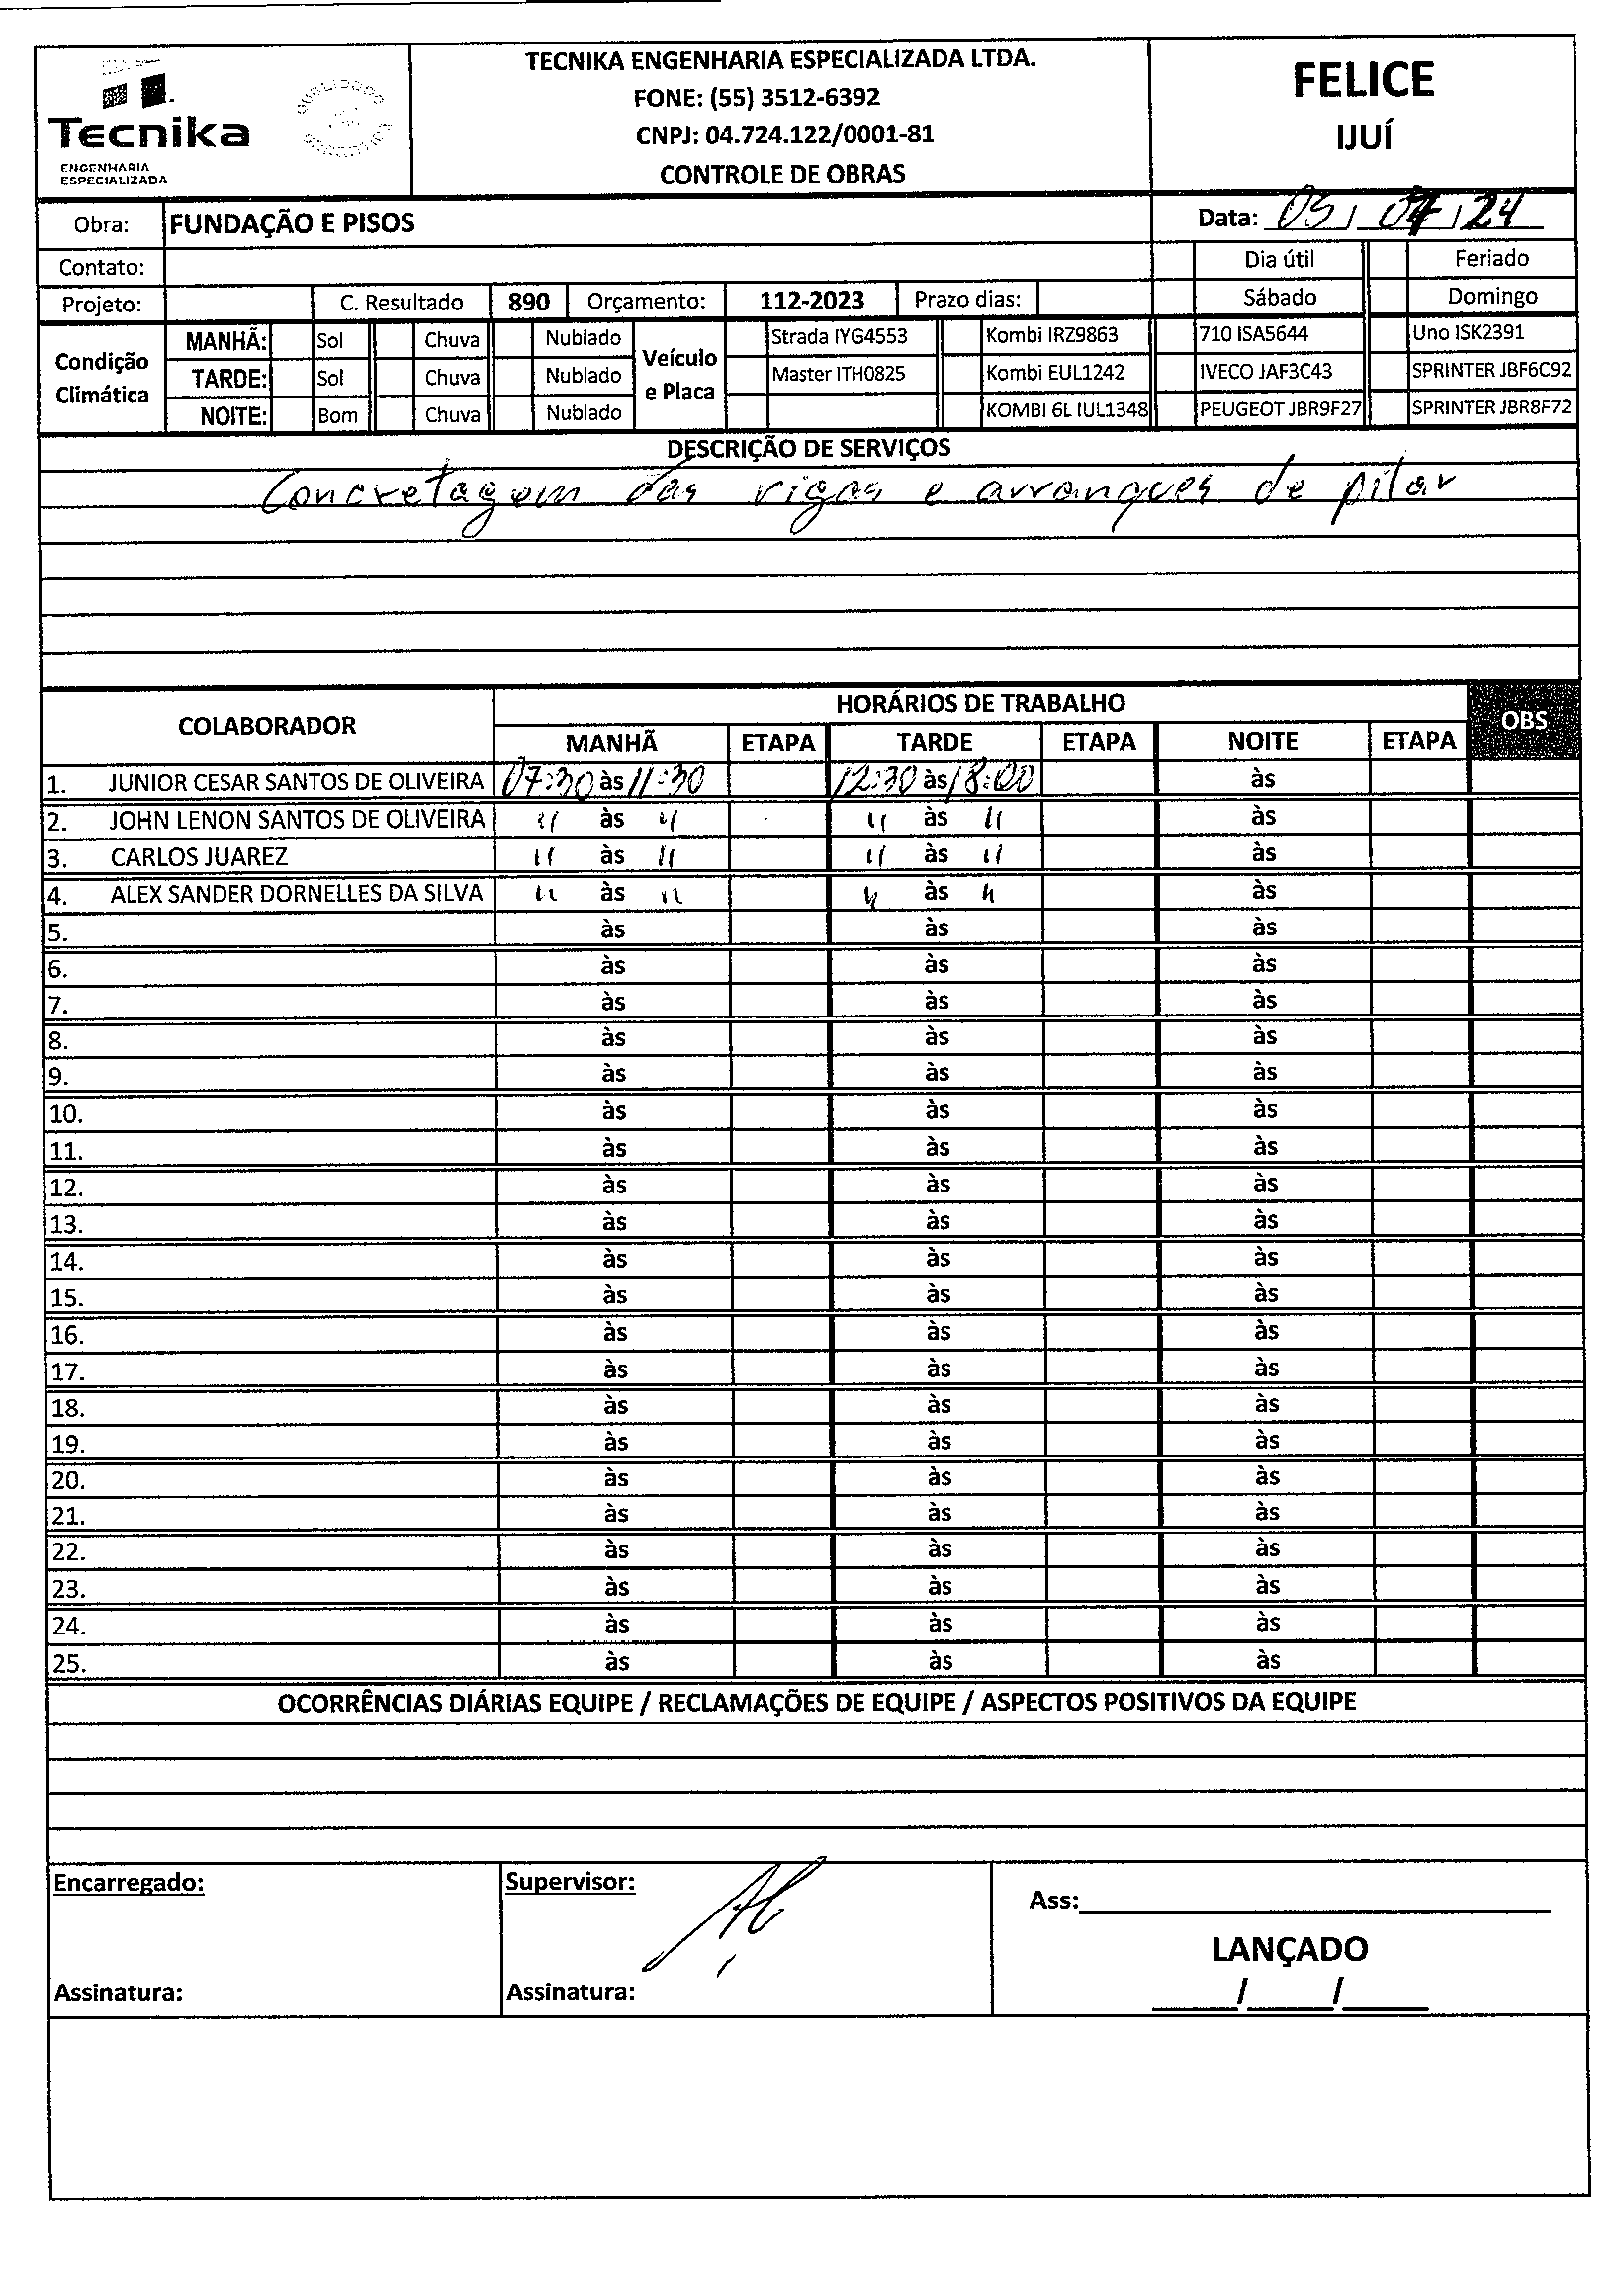 TECNIKA ENGENHARIA ESPECIALIZADA LTDA.
FONE: (55) 3512-6392
CNPJ: 04.724.122/0001-81
CONTROLE DE OBRAS
Tecnika
ENGENHARIA
ESPECIALIZADA
FELICE
IJUÍ
Obra: FUNDAÇÃO E PISOS
Data: / /24
Contato:
Dia útil Feriado
Projeto: C. Resultado 890 Orçamento: 112-2023 Prazo dias: Sábado Domingo
Condição Climática
MANHÃ: Sol Chuva Nublado
TARDE: Sol Chuva Nublado
NOITE: Bom Chuva Nublado
Veículo e Placa
Strada IYG4553 Kombi IRZ9863 710 ISA5644 Uno ISK2391
Master ITH0825 Kombi EUL1242 IVECO JAF3C43 SPRINTER JBF6C92
KOMBI 6L IUL1348 PEUGEOT JBR9F27 SPRINTER JBR8F72
DESCRIÇÃO DE SERVIÇOS
Concretagem das vigas e arranques de pilar
COLABORADOR HORÁRIOS DE TRABALHO OBS
MANHÃ ETAPA TARDE ETAPA NOITE ETAPA
1. JUNIOR CESAR SANTOS DE OLIVEIRA 07:30 às 11:30 12:30 às 18:00 às
2. JOHN LENON SANTOS DE OLIVEIRA " às " " às " às
3. CARLOS JUAREZ " às " " às " às
4. ALEX SANDER DORNELLES DA SILVA " às " " às " às
5. às às às
6. às às às
7. às às às
8. às às às
9. às às às
10. às às às
11. às às às
12. às às às
13. às às às
14. às às às
15. às às às
16. às às às
17. às às às
18. às às às
19. às às às
20. às às às
21. às às às
22. às às às
23. às às às
24. às às às
25. às às às
OCORRÊNCIAS DIÁRIAS EQUIPE / RECLAMAÇÕES DE EQUIPE / ASPECTOS POSITIVOS DA EQUIPE
Encarregado: Supervisor: Ass:
LANÇADO
Assinatura: Assinatura: / /